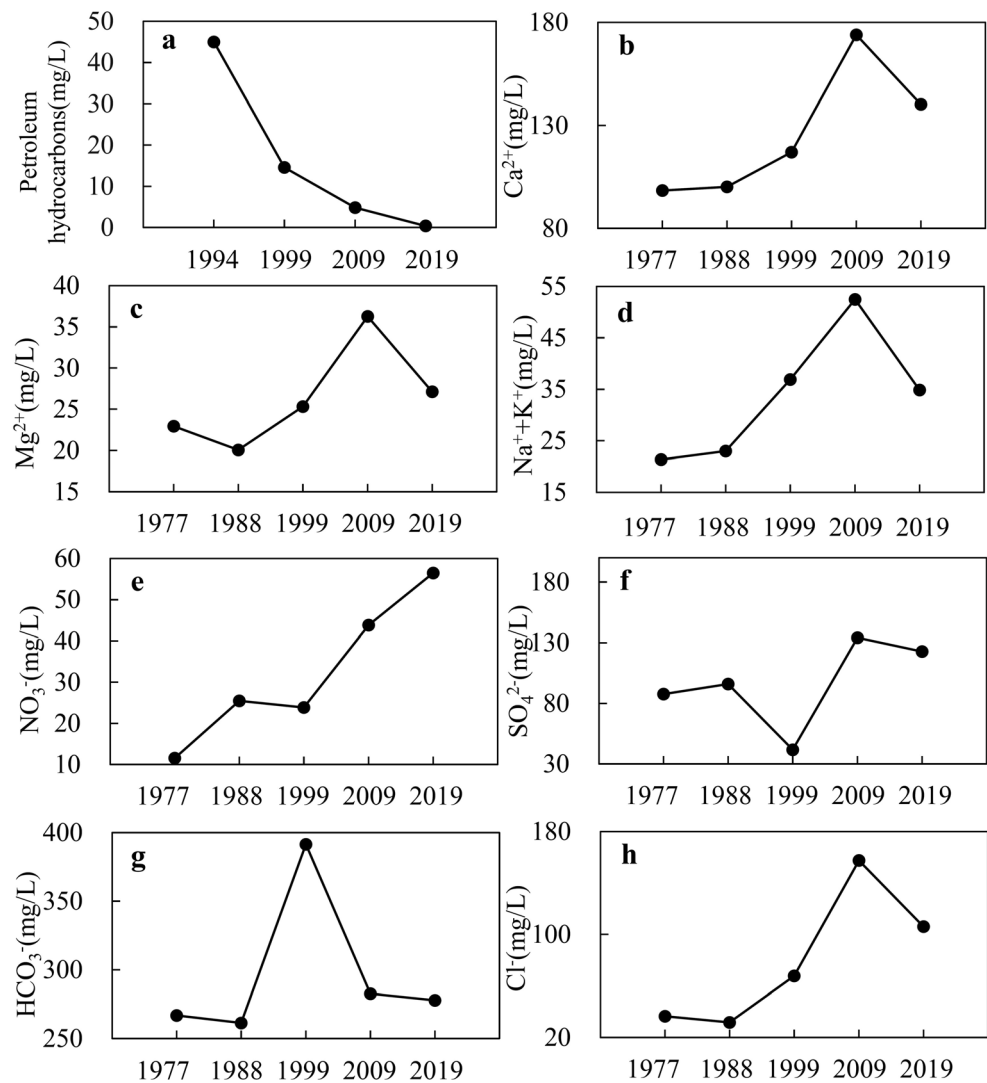 a
Petroleum
hydrocarbons(mg/L)
50
40
30
20
10
0
1994 1999 2009 2019
b
Ca²⁺(mg/L)
180
130
80
1977 1988 1999 2009 2019
c
Mg²⁺(mg/L)
40
35
30
25
20
15
1977 1988 1999 2009 2019
d
Na⁺+K⁺(mg/L)
55
45
35
25
15
1977 1988 1999 2009 2019
e
NO₃⁻(mg/L)
60
50
40
30
20
10
1977 1988 1999 2009 2019
f
SO₄²⁻(mg/L)
180
130
80
30
1977 1988 1999 2009 2019
g
HCO₃⁻(mg/L)
400
350
300
250
1977 1988 1999 2009 2019
h
Cl⁻(mg/L)
180
100
20
1977 1988 1999 2009 2019